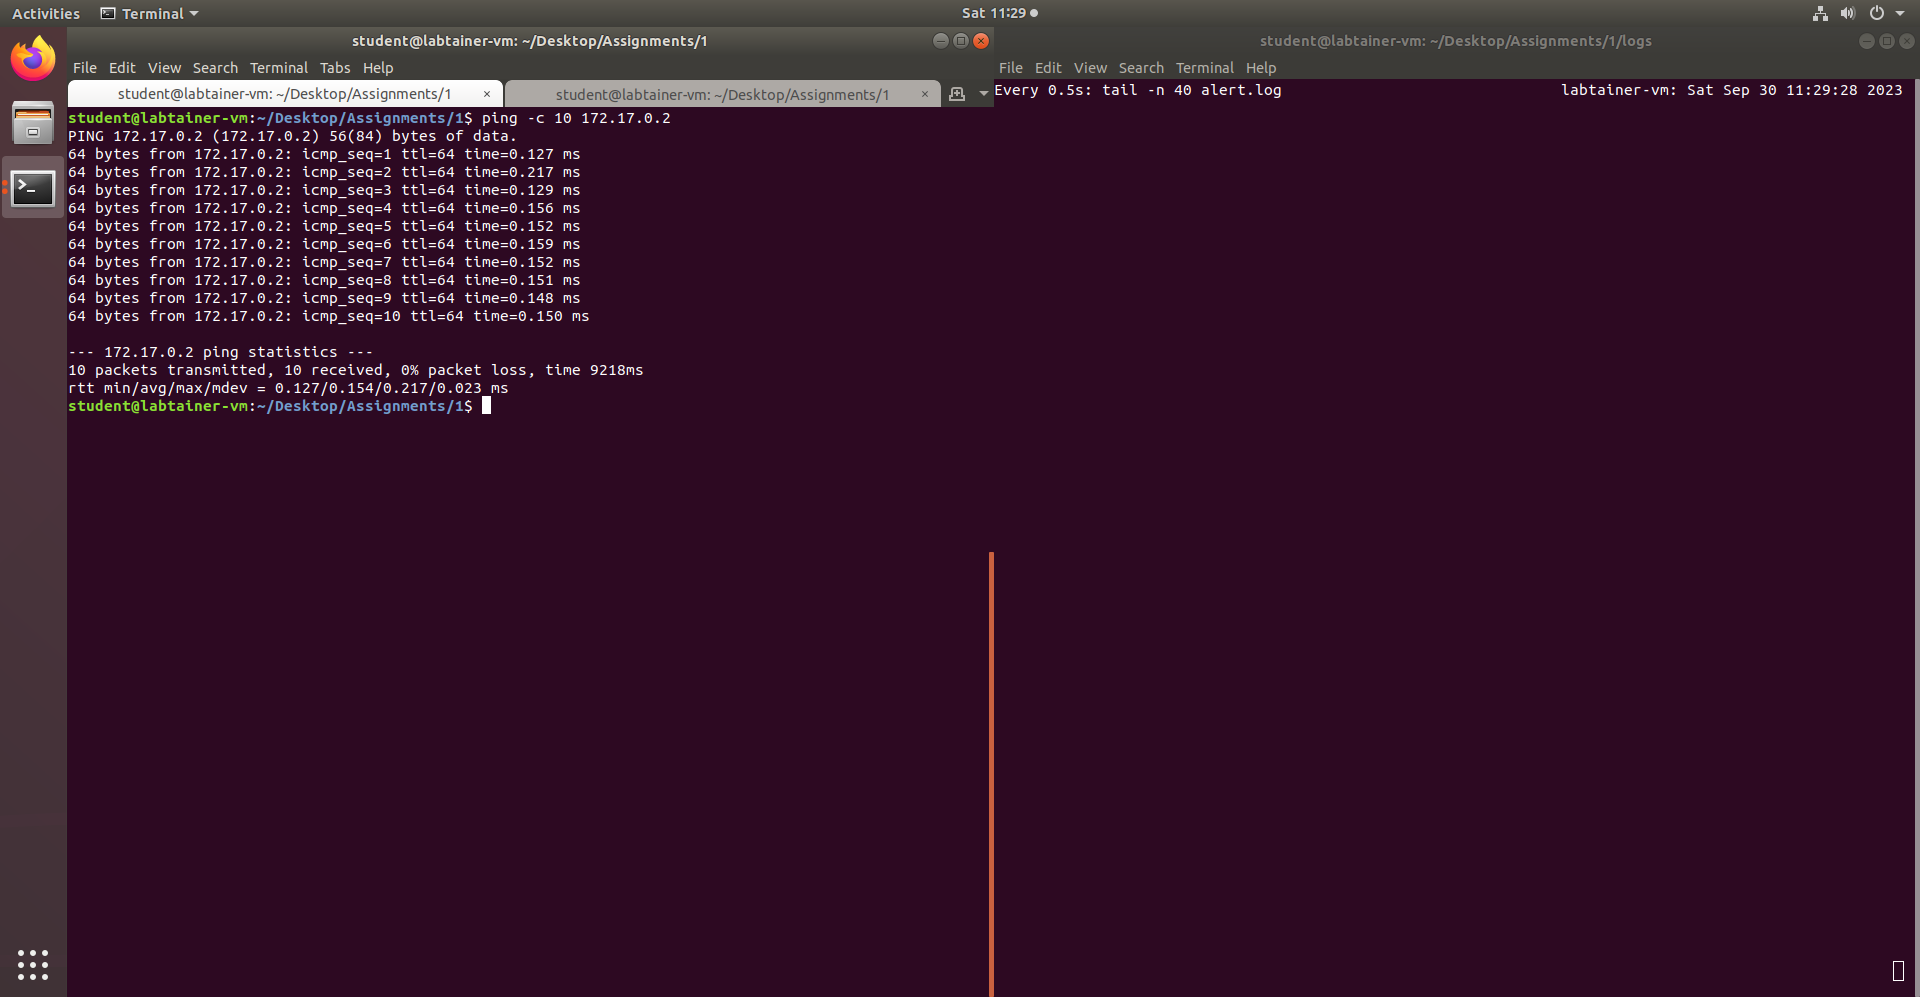 Activities
Terminal
Sat 11:29
student@labtainer-vm: ~/Desktop/Assignments/1
File Edit View Search Terminal Tabs Help
student@labtainer-vm: ~/Desktop/Assignments/1 ×
student@labtainer-vm: ~/Desktop/Assignments/1 ×
student@labtainer-vm:~/Desktop/Assignments/1$ ping -c 10 172.17.0.2
PING 172.17.0.2 (172.17.0.2) 56(84) bytes of data.
64 bytes from 172.17.0.2: icmp_seq=1 ttl=64 time=0.127 ms
64 bytes from 172.17.0.2: icmp_seq=2 ttl=64 time=0.217 ms
64 bytes from 172.17.0.2: icmp_seq=3 ttl=64 time=0.129 ms
64 bytes from 172.17.0.2: icmp_seq=4 ttl=64 time=0.156 ms
64 bytes from 172.17.0.2: icmp_seq=5 ttl=64 time=0.152 ms
64 bytes from 172.17.0.2: icmp_seq=6 ttl=64 time=0.159 ms
64 bytes from 172.17.0.2: icmp_seq=7 ttl=64 time=0.152 ms
64 bytes from 172.17.0.2: icmp_seq=8 ttl=64 time=0.151 ms
64 bytes from 172.17.0.2: icmp_seq=9 ttl=64 time=0.148 ms
64 bytes from 172.17.0.2: icmp_seq=10 ttl=64 time=0.150 ms
--- 172.17.0.2 ping statistics ---
10 packets transmitted, 10 received, 0% packet loss, time 9218ms
rtt min/avg/max/mdev = 0.127/0.154/0.217/0.023 ms
student@labtainer-vm:~/Desktop/Assignments/1$
student@labtainer-vm: ~/Desktop/Assignments/1/logs
File Edit View Search Terminal Help
Every 0.5s: tail -n 40 alert.log labtainer-vm: Sat Sep 30 11:29:28 2023